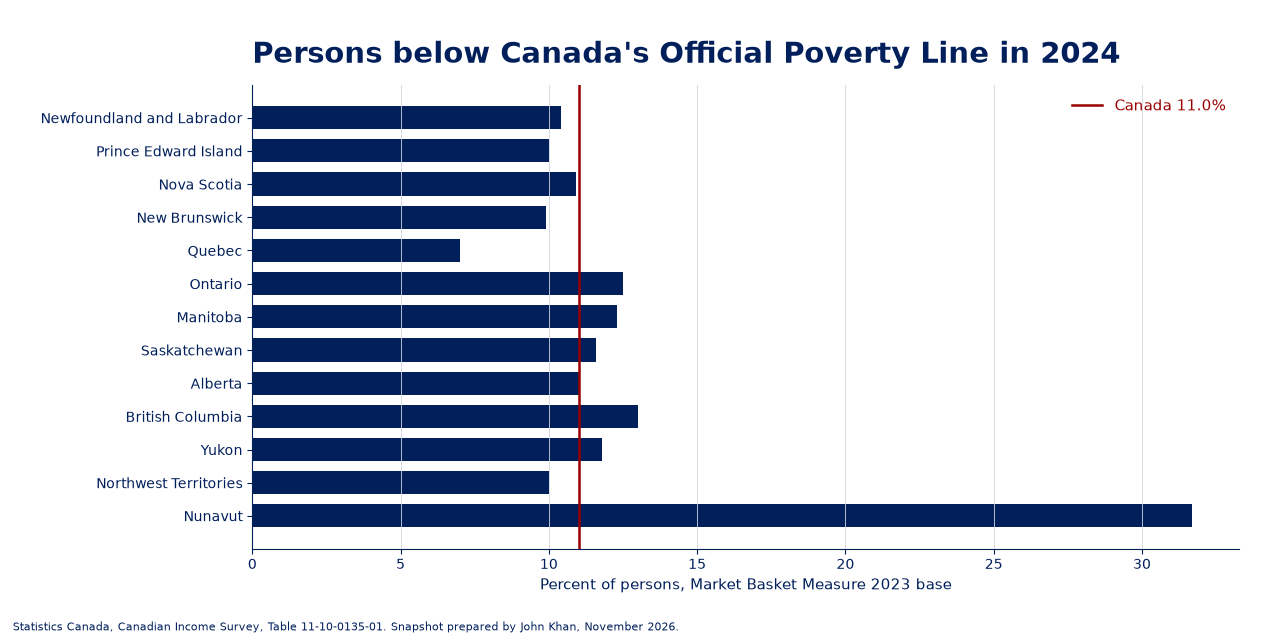 Persons below Canada's Official Poverty Line in 2024
Canada 11.0%
Newfoundland and Labrador
Prince Edward Island
Nova Scotia
New Brunswick
Quebec
Ontario
Manitoba
Saskatchewan
Alberta
British Columbia
Yukon
Northwest Territories
Nunavut
0 5 10 15 20 25 30
Percent of persons, Market Basket Measure 2023 base
Statistics Canada, Canadian Income Survey, Table 11-10-0135-01. Snapshot prepared by John Khan, November 2026.